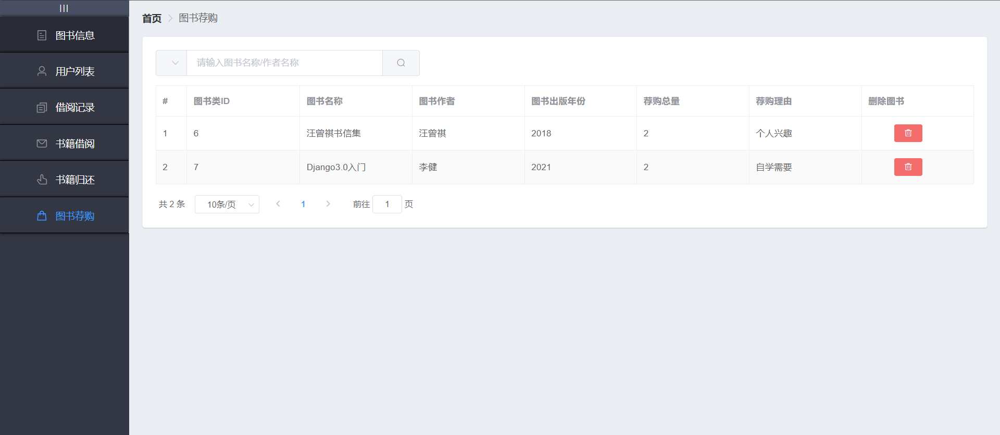 图书信息
用户列表
借阅记录
书籍借阅
书籍归还
图书荐购
首页 图书荐购
请输入图书名称/作者名称
# 图书类ID 图书名称 图书作者 图书出版年份 荐购总量 荐购理由 删除图书
1 6 汪曾祺书信集 汪曾祺 2018 2 个人兴趣
2 7 Django3.0入门 李健 2021 2 自学需要
共 2 条 10条/页 1 前往 1 页